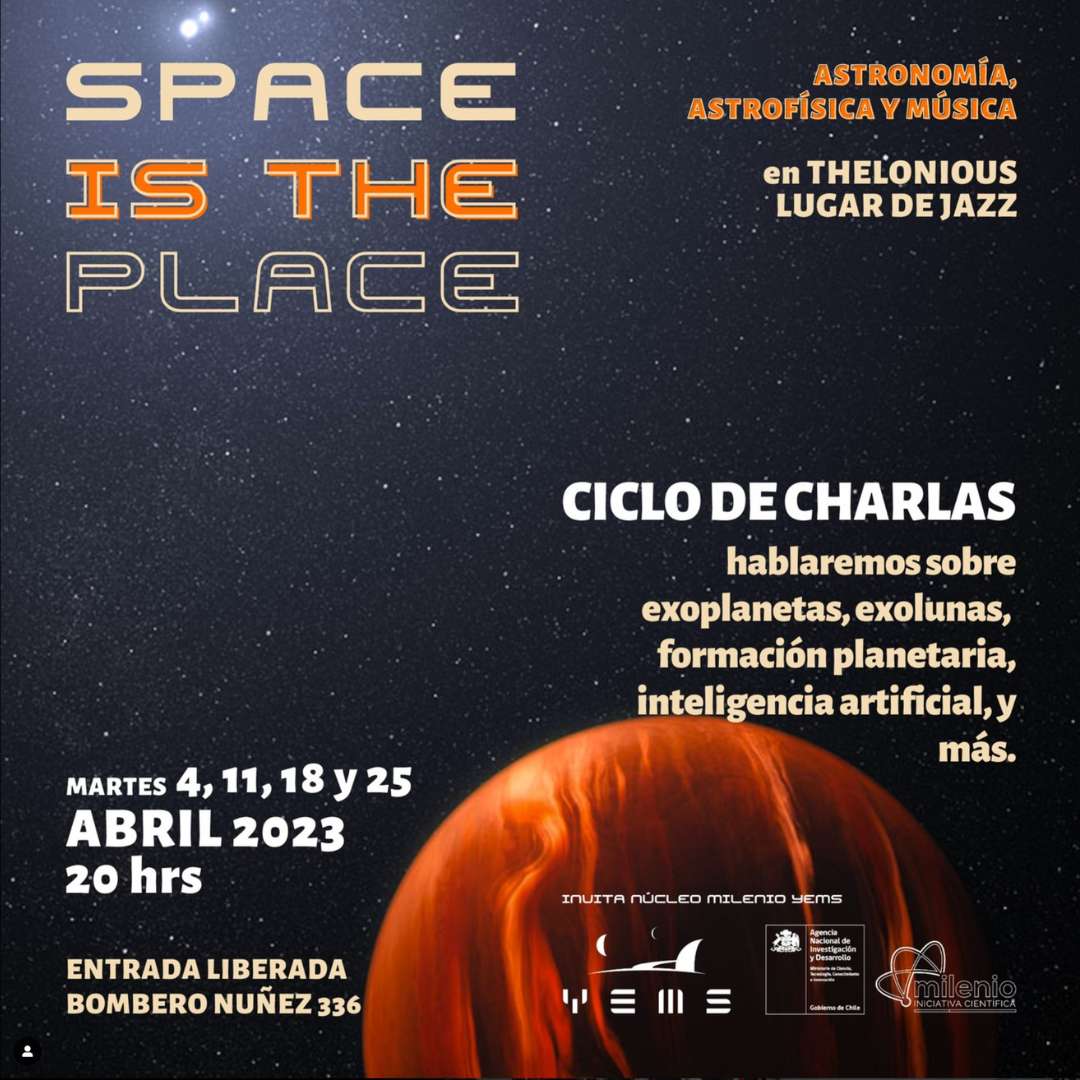 SPACE
IS THE
PLACE
ASTRONOMÍA,
ASTROFÍSICA Y MÚSICA
en THELONIOUS
LUGAR DE JAZZ
CICLO DE CHARLAS
hablaremos sobre
exoplanetas, exolunas,
formación planetaria,
inteligencia artificial, y
más.
MARTES 4, 11, 18 y 25
ABRIL 2023
20 hrs
ENTRADA LIBERADA
BOMBERO NUÑEZ 336
INVITA NÚCLEO MILENIO YEMS
YEMS
Agencia
Nacional de
Investigación
y Desarrollo
Ministerio de Ciencia,
Tecnología, Conocimiento
e Innovación
Gobierno de Chile
milenio
INICIATIVA CIENTÍFICA